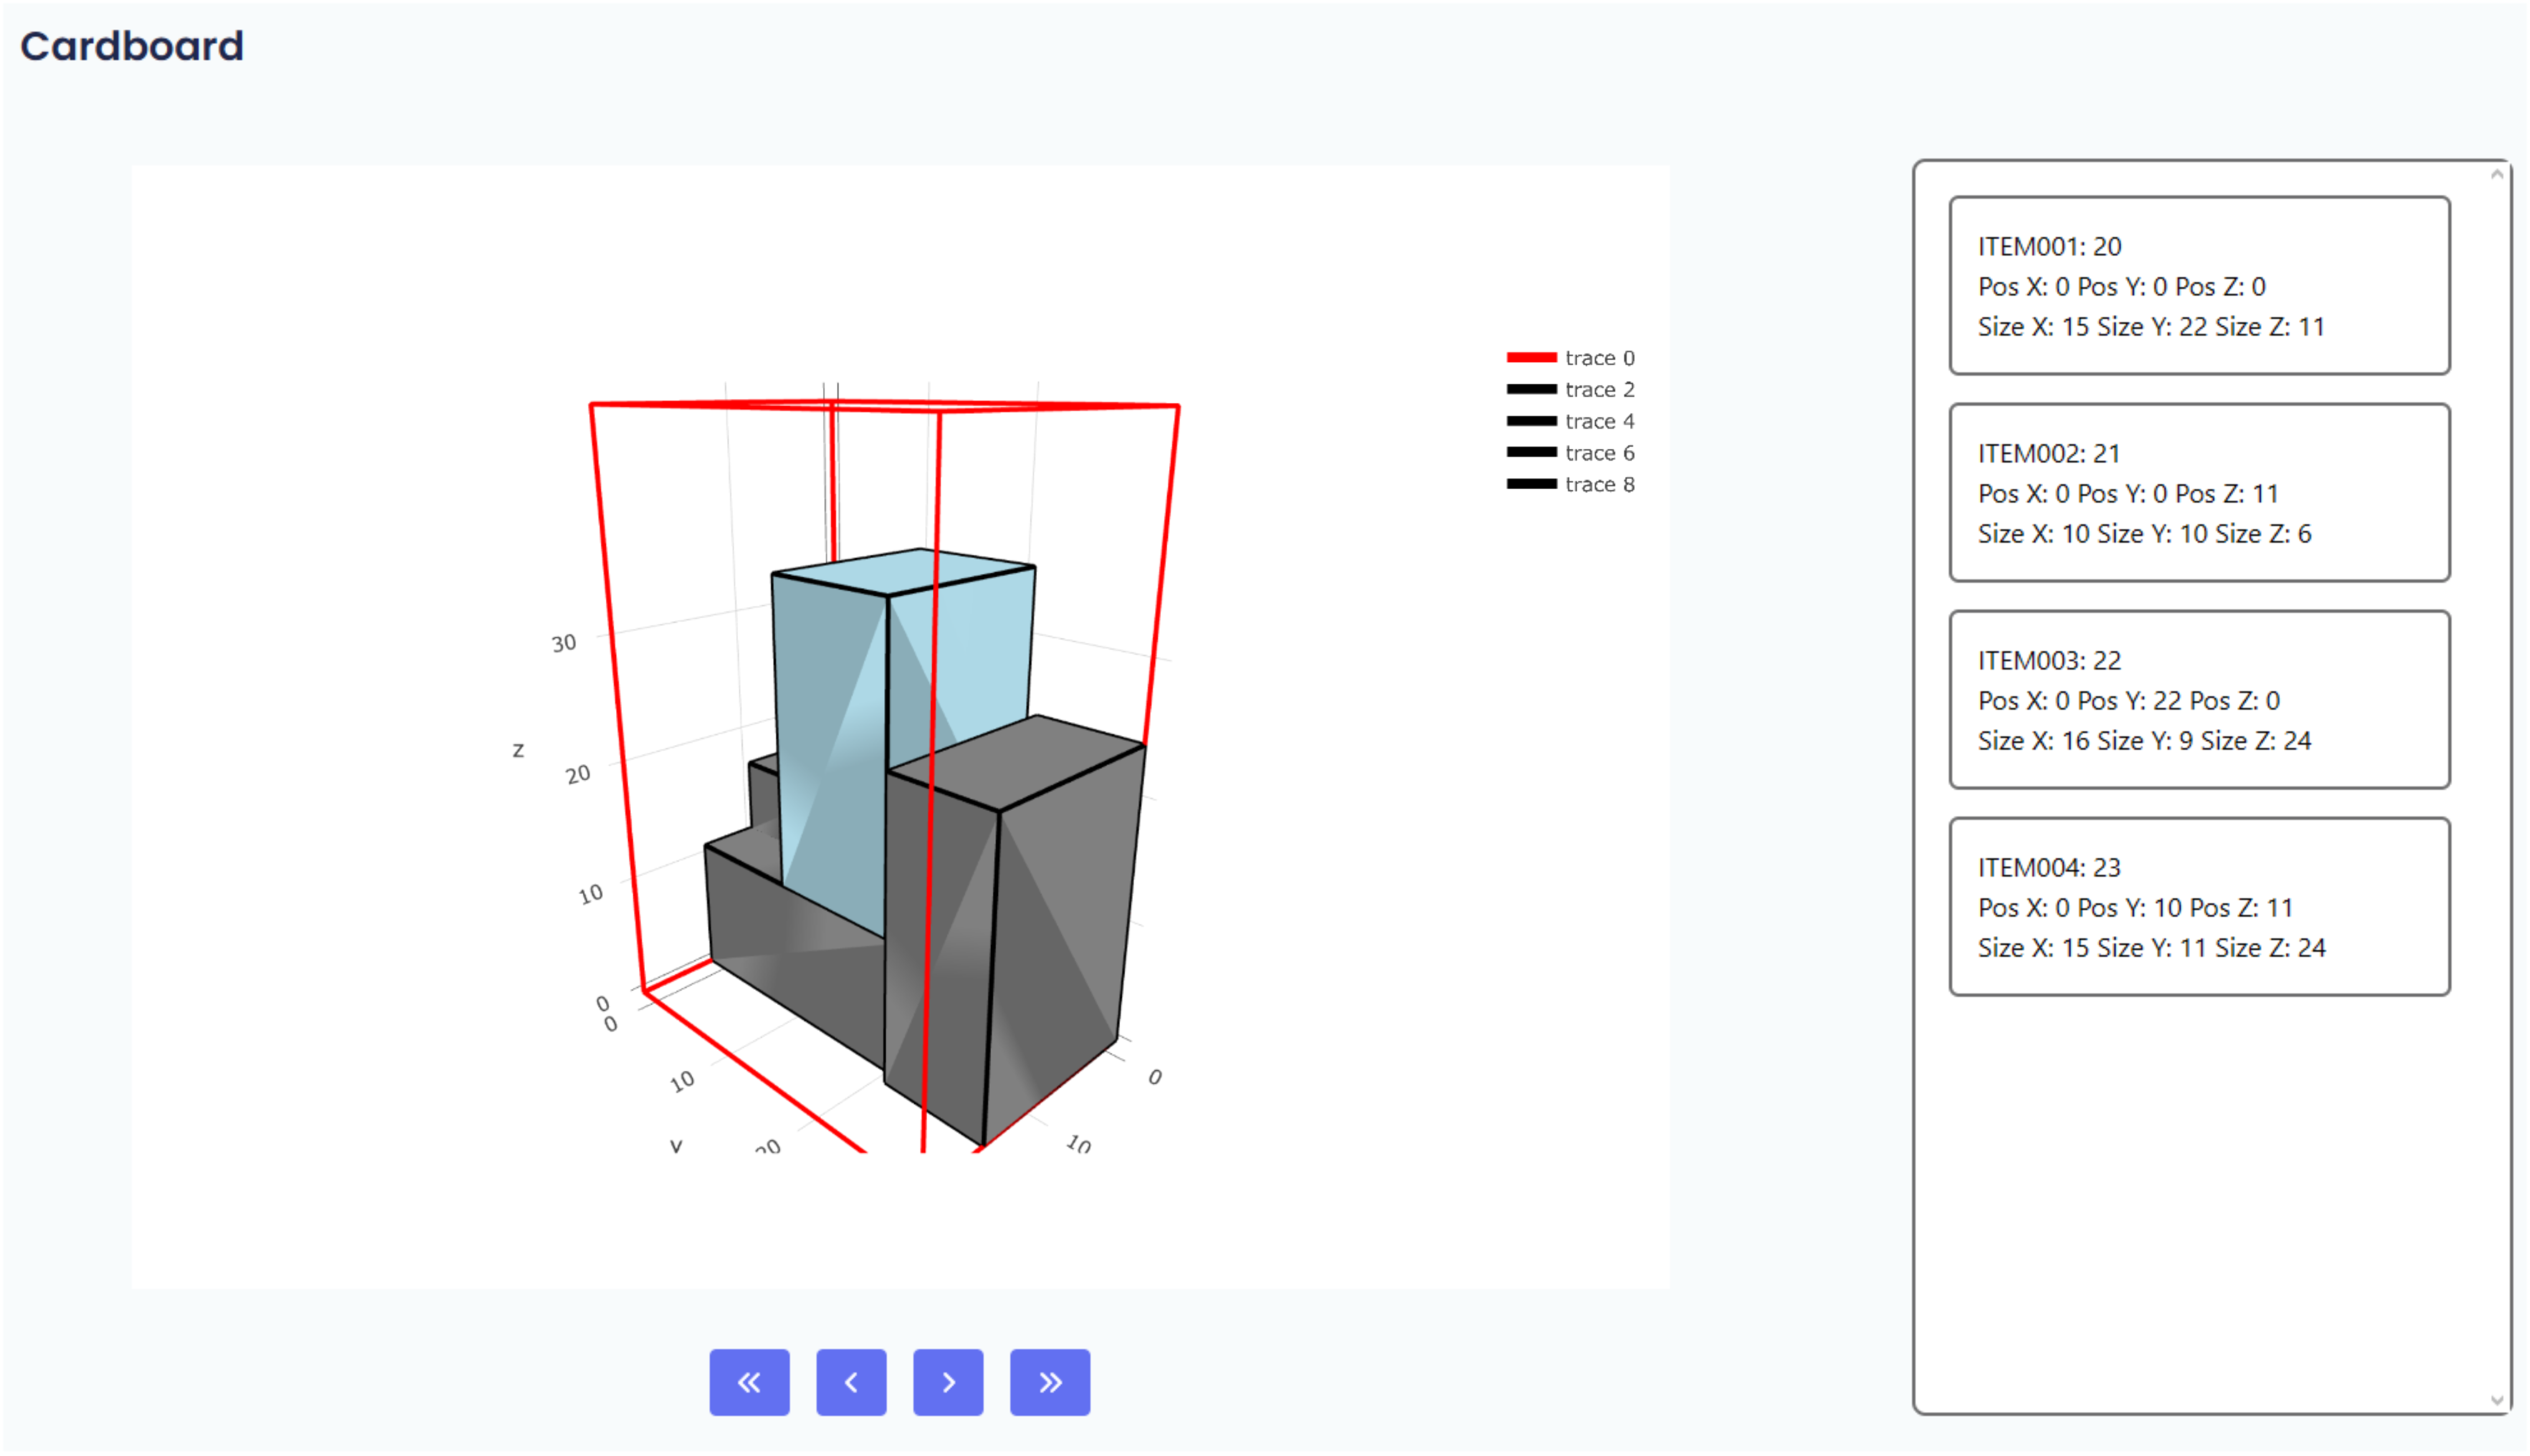 Cardboard
trace 0
trace 2
trace 4
trace 6
trace 8
30
z
20
10
0
0
10
20
y
0
10
ITEM001: 20
Pos X: 0 Pos Y: 0 Pos Z: 0
Size X: 15 Size Y: 22 Size Z: 11
ITEM002: 21
Pos X: 0 Pos Y: 0 Pos Z: 11
Size X: 10 Size Y: 10 Size Z: 6
ITEM003: 22
Pos X: 0 Pos Y: 22 Pos Z: 0
Size X: 16 Size Y: 9 Size Z: 24
ITEM004: 23
Pos X: 0 Pos Y: 10 Pos Z: 11
Size X: 15 Size Y: 11 Size Z: 24